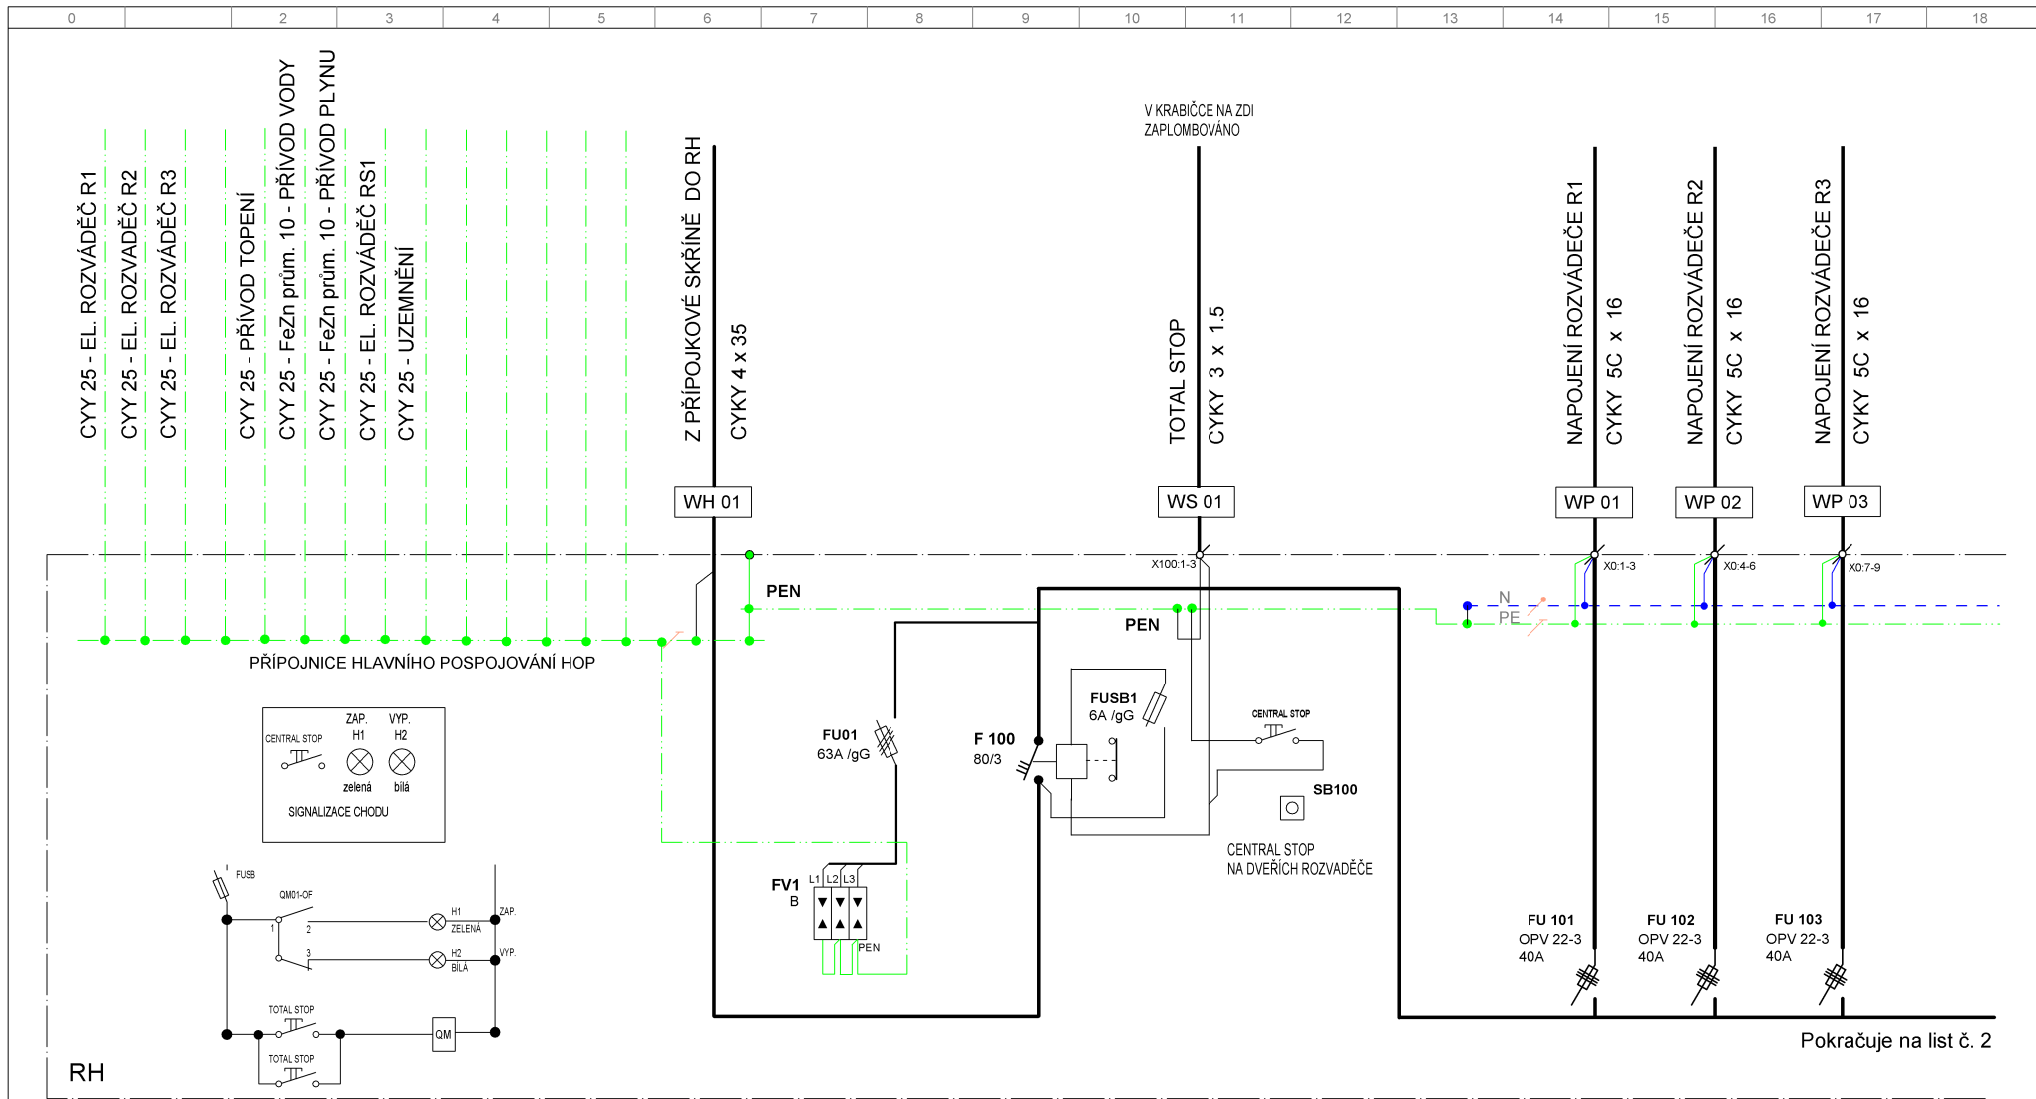 0 2 3 4 5 6 7 8 9 10 11 12 13 14 15 16 17 18
CYY 25 - EL. ROZVÁDĚČ R1
CYY 25 - EL. ROZVADĚČ R2
CYY 25 - EL. ROZVÁDĚČ R3
CYY 25 - PŘÍVOD TOPENÍ
CYY 25 - FeZn prům. 10 - PŘÍVOD VODY
CYY 25 - FeZn prům. 10 - PŘÍVOD PLYNU
CYY 25 - EL. ROZVÁDĚČ RS1
CYY 25 - UZEMNĚNÍ
Z PŘÍPOJKOVÉ SKŘÍNĚ DO RH
CYKY 4 x 35
V KRABIČCE NA ZDI
ZAPLOMBOVÁNO
TOTAL STOP
CYKY 3 x 1.5
NAPOJENÍ ROZVÁDEČE R1
CYKY 5C x 16
NAPOJENÍ ROZVÁDEČE R2
CYKY 5C x 16
NAPOJENÍ ROZVÁDEČE R3
CYKY 5C x 16
WH 01
WS 01
WP 01
WP 02
WP 03
X100:1-3
X0:1-3
X0:4-6
X0:7-9
PEN
PEN
N
PE
PŘÍPOJNICE HLAVNÍHO POSPOJOVÁNÍ HOP
CENTRAL STOP
ZAP.
H1
VYP.
H2
zelená
bílá
SIGNALIZACE CHODU
FU01
63A /gG
F 100
80/3
FUSB1
6A /gG
CENTRAL STOP
SB100
CENTRAL STOP
NA DVEŘÍCH ROZVADĚČE
FV1
B
L1 L2 L3
PEN
FUSB
QM01-OF
1
2
3
H1
ZELENÁ
ZAP.
H2
BÍLÁ
VYP.
TOTAL STOP
QM
TOTAL STOP
RH
FU 101
OPV 22-3
40A
FU 102
OPV 22-3
40A
FU 103
OPV 22-3
40A
Pokračuje na list č. 2